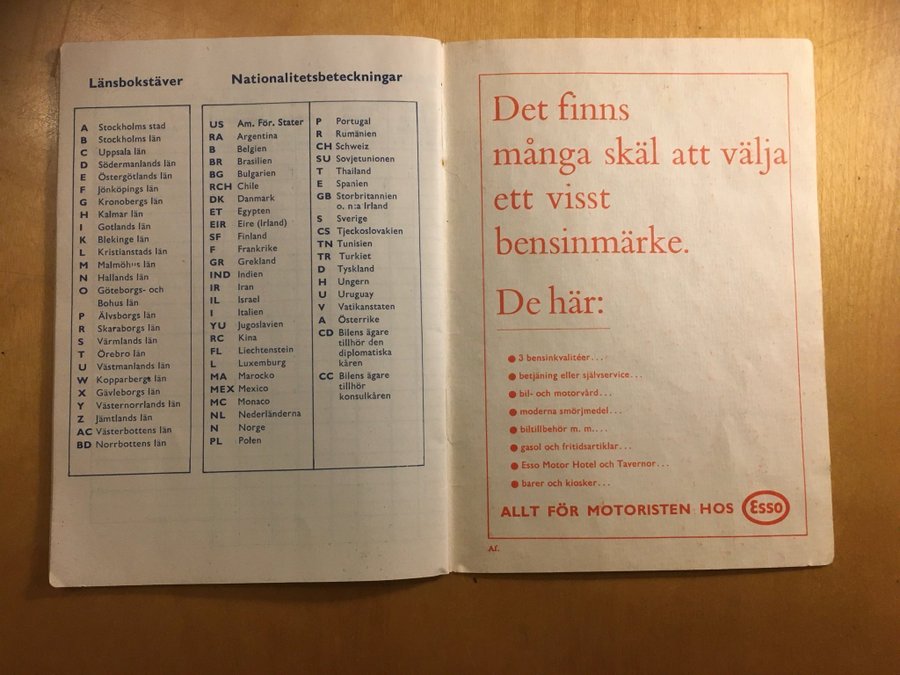 Länsbokstäver
A Stockholms stad
B Stockholms län
C Uppsala län
D Södermanlands län
E Östergötlands län
F Jönköpings län
G Kronobergs län
H Kalmar län
I Gotlands län
K Blekinge län
L Kristianstads län
M Malmöhus län
N Hallands län
O Göteborgs- och
Bohus län
P Älvsborgs län
R Skaraborgs län
S Värmlands län
T Örebro län
U Västmanlands län
W Kopparbergs län
X Gävleborgs län
Y Västernorrlands län
Z Jämtlands län
AC Västerbottens län
BD Norrbottens län
Nationalitetsbeteckningar
US Am. För. Stater
RA Argentina
B Belgien
BR Brasilien
BG Bulgarien
RCH Chile
DK Danmark
ET Egypten
EIR Eire (Irland)
SF Finland
F Frankrike
GR Grekland
IND Indien
IR Iran
IL Israel
I Italien
YU Jugoslavien
RC Kina
FL Liechtenstein
L Luxemburg
MA Marocko
MEX Mexico
MC Monaco
NL Nederländerna
N Norge
PL Polen
P Portugal
R Rumänien
CH Schweiz
SU Sovjetunionen
T Thailand
E Spanien
GB Storbritannien
o. n:a Irland
S Sverige
CS Tjeckoslovakien
TN Tunisien
TR Turkiet
D Tyskland
H Ungern
U Uruguay
V Vatikanstaten
A Österrike
CD Bilens ägare
tillhör den
diplomatiska
kåren
CC Bilens ägare
tillhör
konsulkåren
Det finns
många skäl att välja
ett visst
bensinmärke.
De här:
● 3 bensinkvalitéer...
● betjäning eller självservice...
● bil- och motorvård...
● moderna smörjmedel...
● biltillbehör m. m....
● gasol och fritidsartiklar...
● Esso Motor Hotel och Tavernor...
● barer och kiosker...
ALLT FÖR MOTORISTEN HOS Esso
Af.